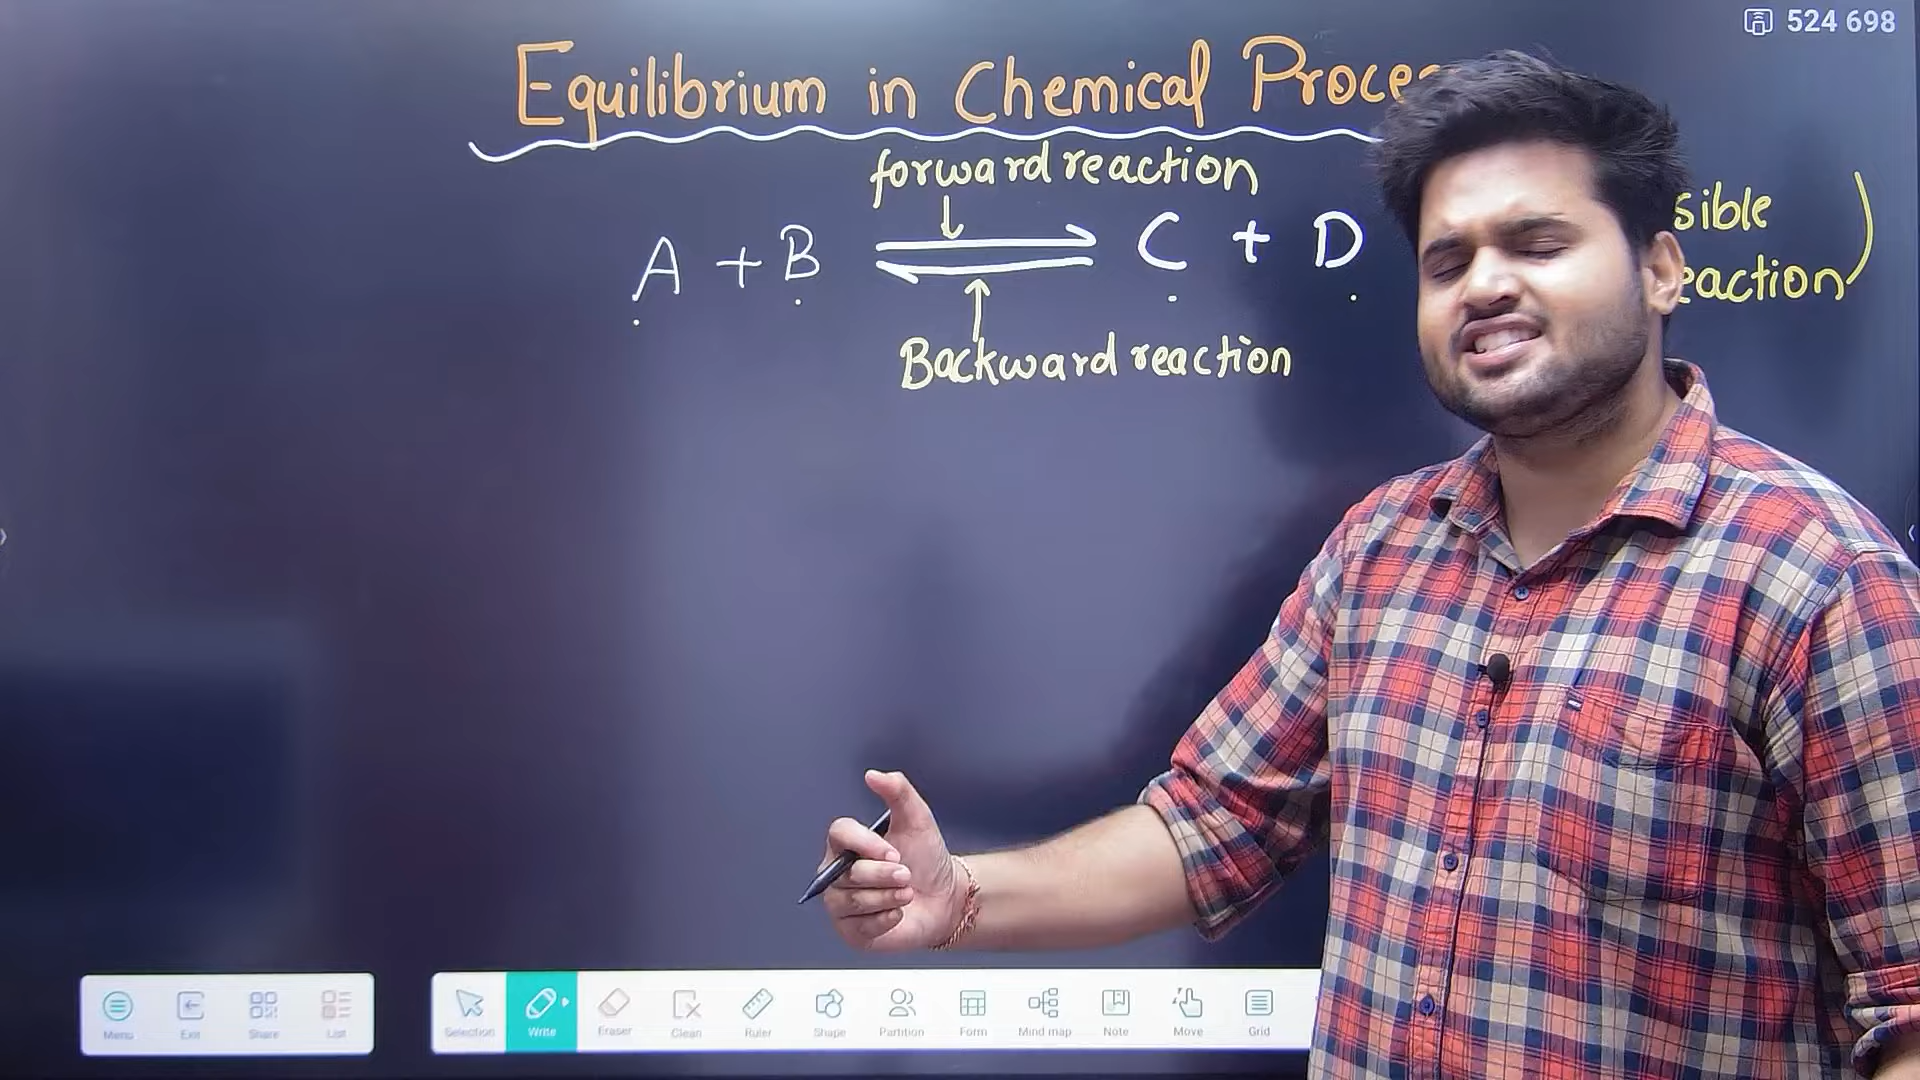 524 698
Equilibrium in Chemical
forward reaction
A + B ⇌ C + D
sible
eaction)
Backward reaction
Menu Exit Share List Selection Write Eraser Clean Ruler Shape Partition Form Mind map Note Move Grid